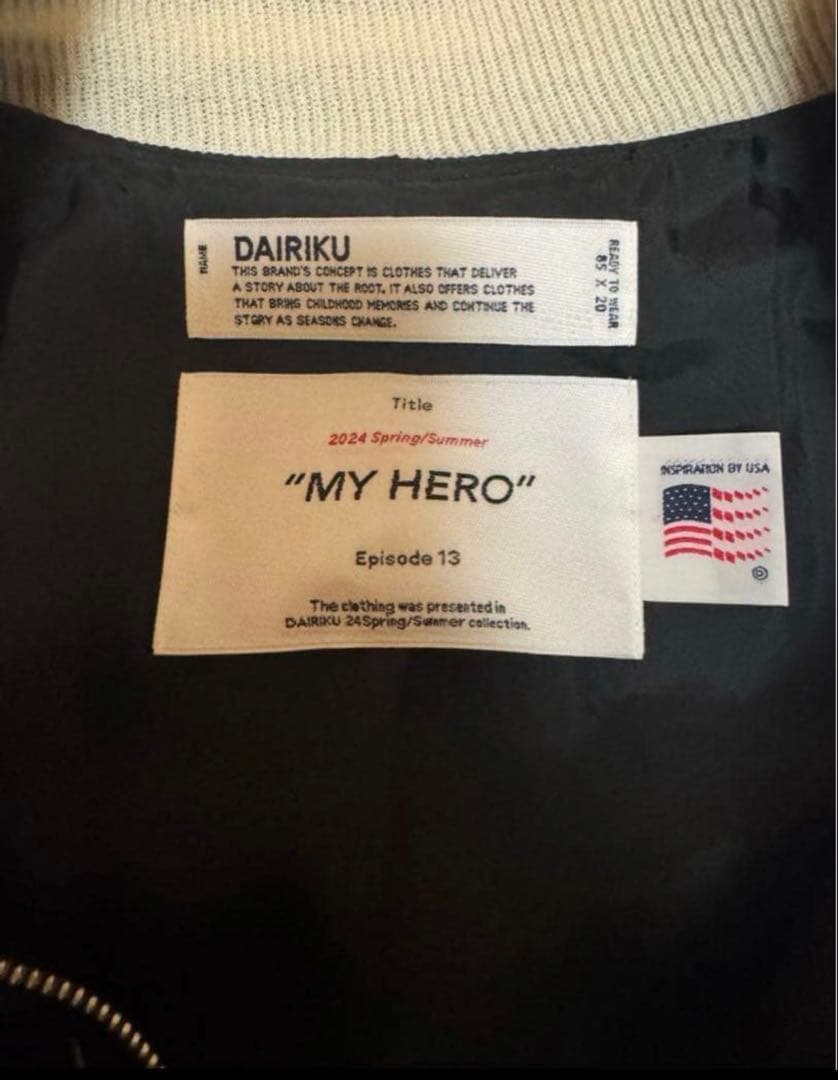 NAME
DAIRIKU
THIS BRAND'S CONCEPT IS CLOTHES THAT DELIVER
A STORY ABOUT THE ROOT. IT ALSO OFFERS CLOTHES
THAT BRING CHILDHOOD MEMORIES AND CONTINUE THE
STORY AS SEASONS CHANGE.
READY TO WEAR
85 X 20
Title
2024 Spring/Summer
"MY HERO"
Episode 13
The clothing was presented in
DAIRIKU 24Spring/Summer collection.
INSPIRATION BY USA